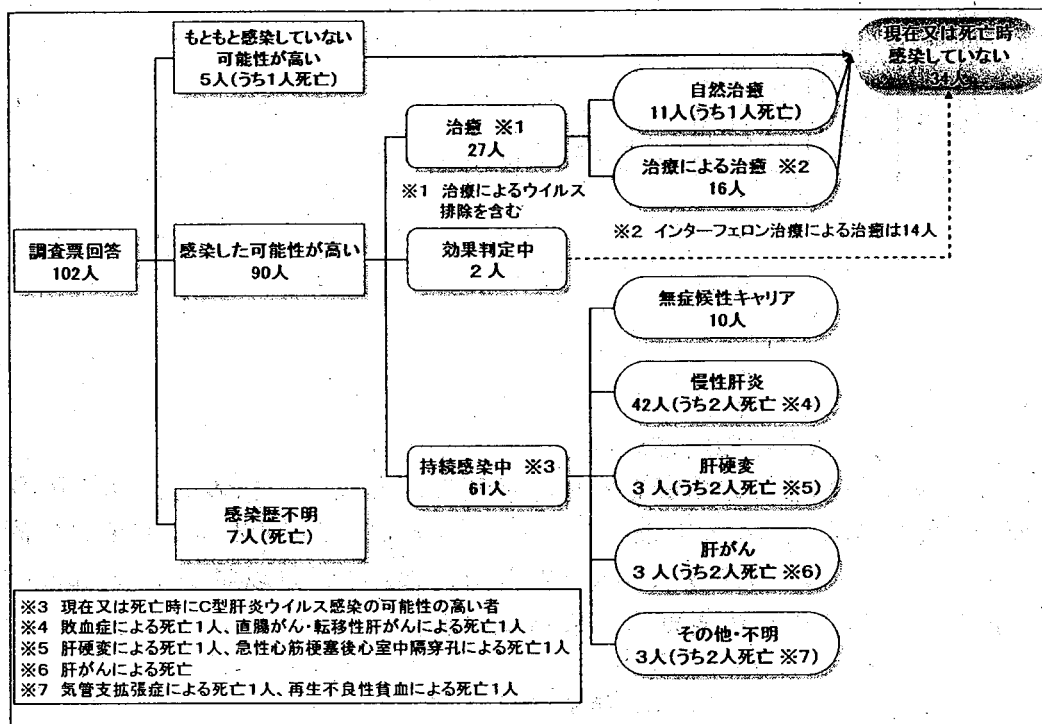 もともと感染していない
可能性が高い
5人(うち1人死亡)
現在又は死亡時
感染していない
34人
自然治癒
11人(うち1人死亡)
治癒 ※1
27人
治療による治癒 ※2
16人
※1 治療によるウイルス
排除を含む
※2 インターフェロン治療による治癒は14人
調査票回答
102人
感染した可能性が高い
90人
効果判定中
2人
無症候性キャリア
10人
慢性肝炎
42人(うち2人死亡 ※4)
持続感染中 ※3
61人
肝硬変
3人(うち2人死亡 ※5)
感染歴不明
7人(死亡)
肝がん
3人(うち2人死亡 ※6)
その他・不明
3人(うち2人死亡 ※7)
※3 現在又は死亡時にC型肝炎ウイルス感染の可能性の高い者
※4 敗血症による死亡1人、直腸がん・転移性肝がんによる死亡1人
※5 肝硬変による死亡1人、急性心筋梗塞後心室中隔穿孔による死亡1人
※6 肝がんによる死亡
※7 気管支拡張症による死亡1人、再生不良性貧血による死亡1人